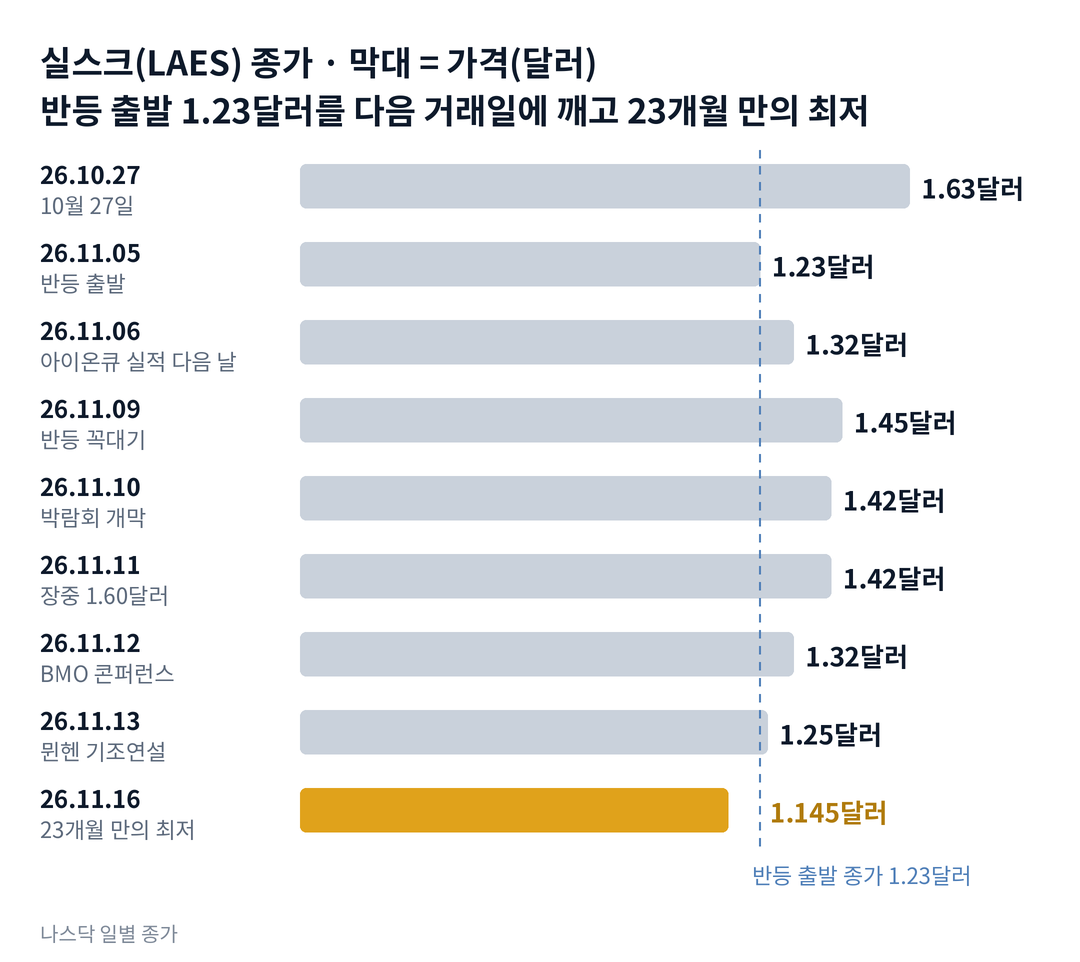 실스크(LAES) 종가 · 막대 = 가격(달러)
반등 출발 1.23달러를 다음 거래일에 깨고 23개월 만의 최저
26.10.27
10월 27일
1.63달러
26.11.05
반등 출발
1.23달러
26.11.06
아이온큐 실적 다음 날
1.32달러
26.11.09
반등 꼭대기
1.45달러
26.11.10
박람회 개막
1.42달러
26.11.11
장중 1.60달러
1.42달러
26.11.12
BMO 콘퍼런스
1.32달러
26.11.13
뮌헨 기조연설
1.25달러
26.11.16
23개월 만의 최저
1.145달러
반등 출발 종가 1.23달러
나스닥 일별 종가